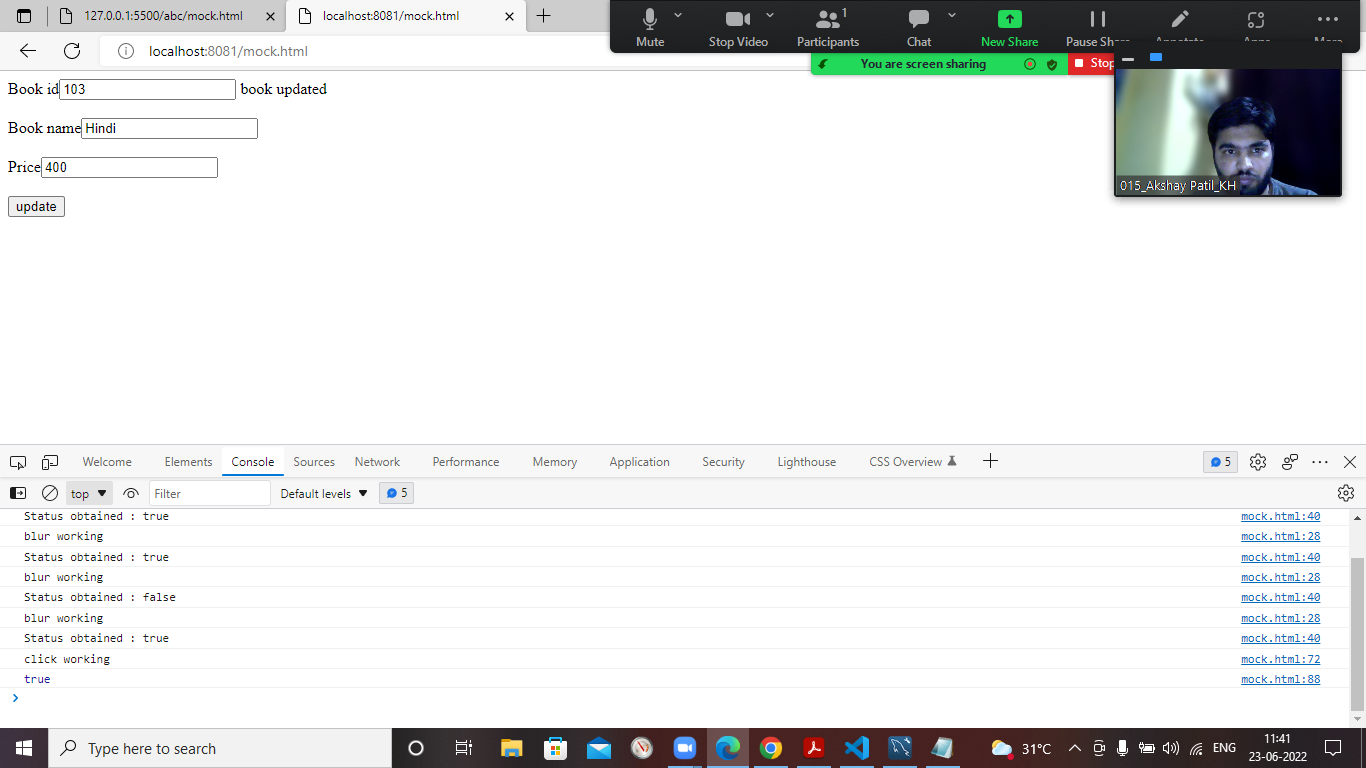 127.0.0.1:5500/abc/mock.html
localhost:8081/mock.html
Mute
Stop Video
Participants
1
Chat
New Share
Pause Share
localhost:8081/mock.html
You are screen sharing
Stop
Book id 103 book updated
Book name Hindi
Price 400
update
015_Akshay Patil_KH
Welcome Elements Console Sources Network Performance Memory Application Security Lighthouse CSS Overview 5
top Filter Default levels 5
Status obtained : true mock.html:40
blur working mock.html:28
Status obtained : true mock.html:40
blur working mock.html:28
Status obtained : false mock.html:40
blur working mock.html:28
Status obtained : true mock.html:40
click working mock.html:72
true mock.html:88
Type here to search
31°C
ENG
11:41
23-06-2022